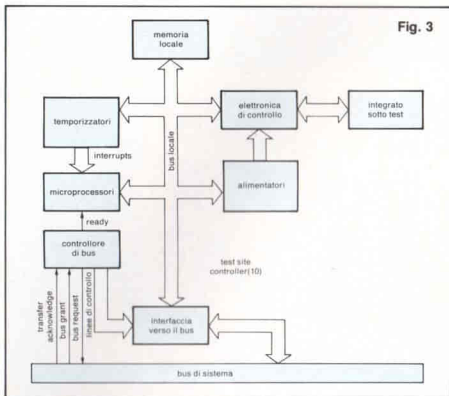 Fig. 3
memoria
locale
temporizzatori
elettronica
di controllo
integrato
sotto test
interrupts
bus locale
microprocessori
alimentatori
ready
controllore
di bus
test site
controller(10)
transfer
acknowledge
bus grant
bus request
linee di controllo
interfaccia
verso il bus
bus di sistema